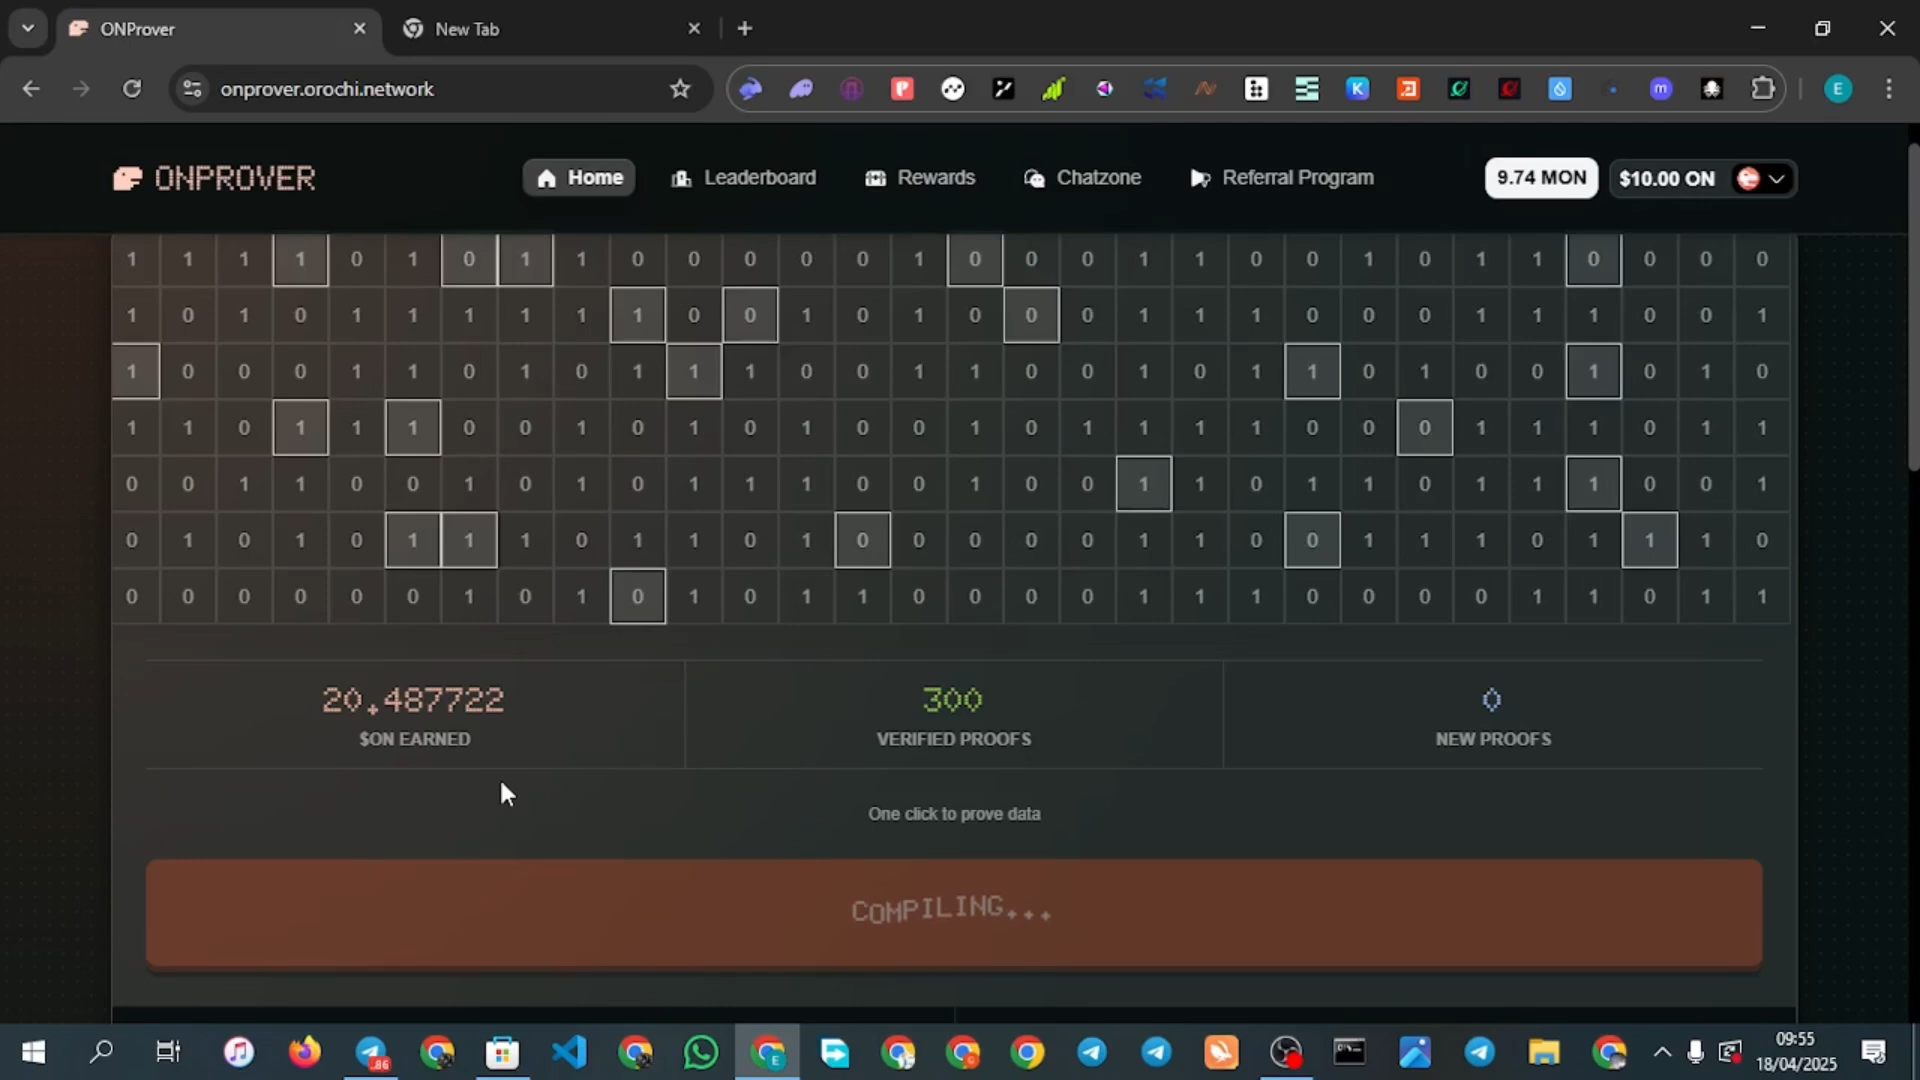 ONProver
New Tab
onprover.orochi.network
E
ONPROVER
Home
Leaderboard
Rewards
Chatzone
Referral Program
9.74 MON
$10.00 ON
1 1 1 1 0 1 0 1 1 0 0 0 0 0 1 0 0 0 1 1 0 0 1 0 1 1 0 0 0 0
1 0 1 0 1 1 1 1 1 1 0 0 1 0 1 0 0 0 1 1 1 0 0 0 1 1 1 0 0 1
1 0 0 0 1 1 0 1 0 1 1 1 0 0 1 1 0 0 1 0 1 1 0 1 0 0 1 0 1 0
1 1 0 1 1 1 0 0 1 0 1 0 1 0 0 1 0 1 1 1 1 0 0 0 1 1 1 0 1 1
0 0 1 1 0 0 1 0 1 0 1 1 1 0 0 1 0 0 1 1 0 1 1 0 1 1 1 0 0 1
0 1 0 1 0 1 1 1 0 1 1 0 1 0 0 0 0 0 1 1 0 0 1 1 1 0 1 1 1 0
0 0 0 0 0 0 1 0 1 0 1 0 1 1 0 0 0 0 1 1 1 0 0 0 0 1 1 0 1 1
20.487722
$ON EARNED
300
VERIFIED PROOFS
0
NEW PROOFS
One click to prove data
COMPILING...
86
E
09:55
18/04/2025